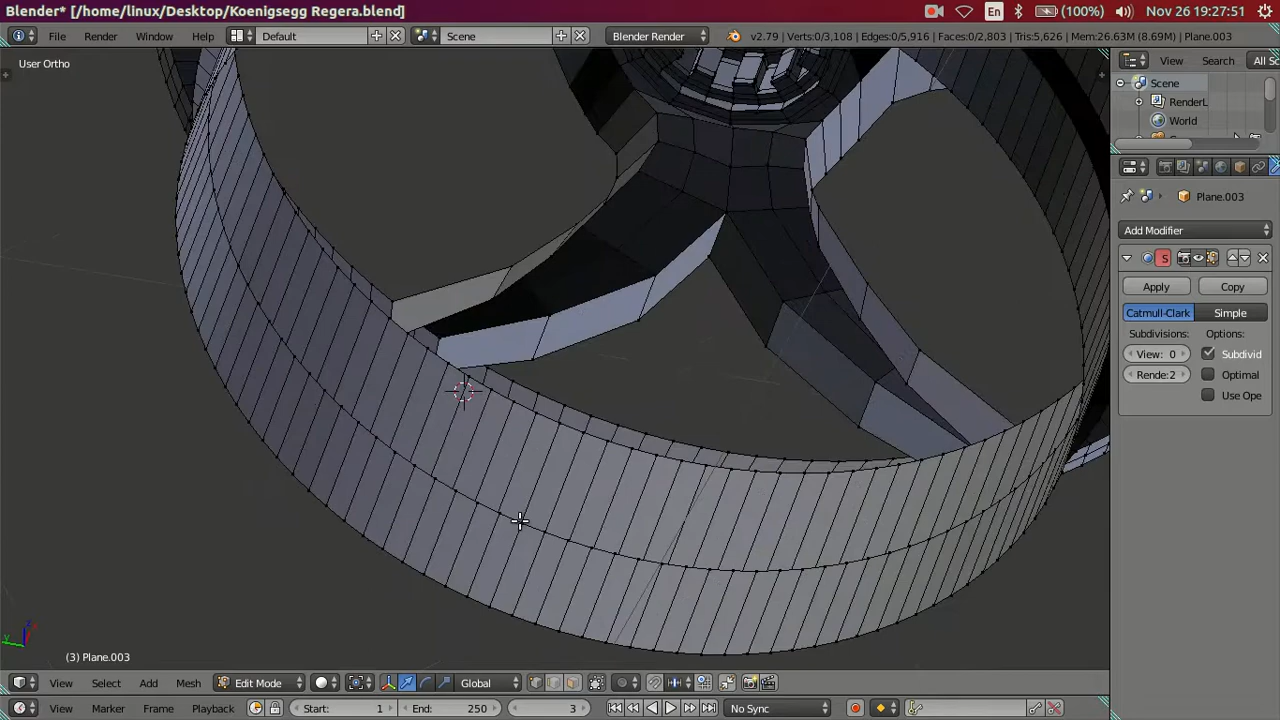 Blender* [/home/linux/Desktop/Koenigsegg Regera.blend]
En (100%) Nov 26 19:27:51
File Render Window Help Default Scene Blender Render v2.79 | Verts:0/3,108 | Edges:0/5,916 | Faces:0/2,803 | Tris:5,626 | Mem:26.63M (8.69M) | Plane.003
User Ortho
View Search All Sc
Scene
RenderL
World
Plane.003
Add Modifier
S
Apply Copy
Catmull-Clark Simple
Subdivisions: Options:
View: 0 Subdivid
Rende:2 Optimal
Use Ope
(3) Plane.003
View Select Add Mesh Edit Mode Global
View Marker Frame Playback Start: 1 End: 250 3 No Sync